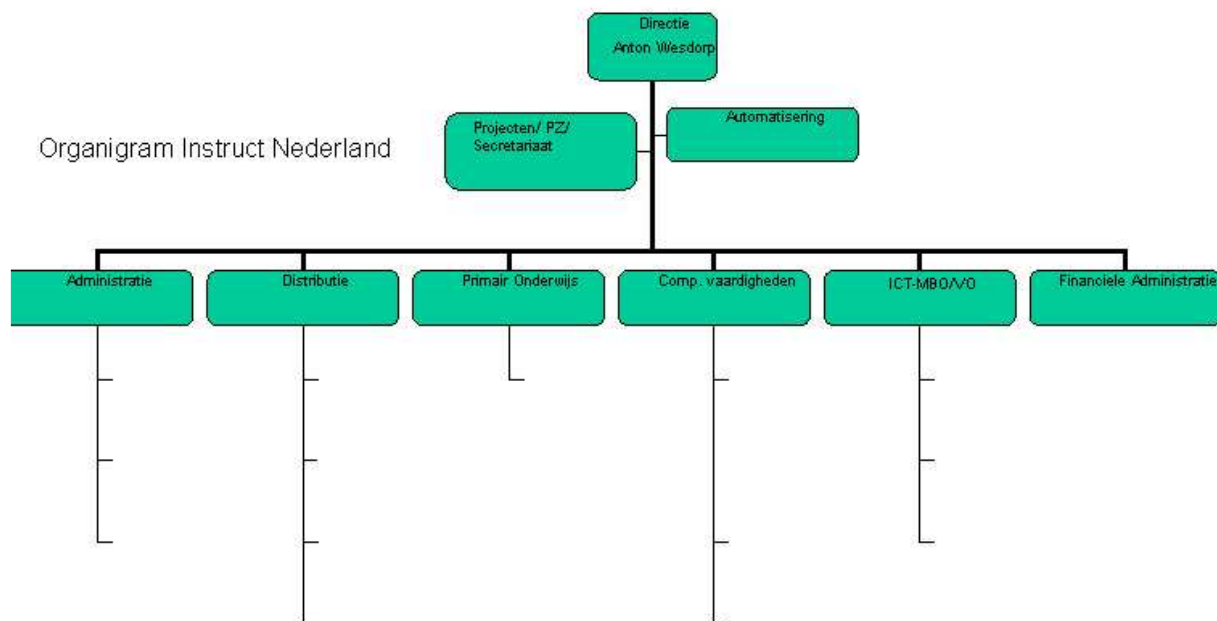 Directie
Anton Wesdorp
Projecten/ PZ/
Secretariaat
Automatisering
Organigram Instruct Nederland
Administratie
Distributie
Primair Onderwijs
Comp. vaardigheden
ICT-MBO/VO
Financiele Administratie